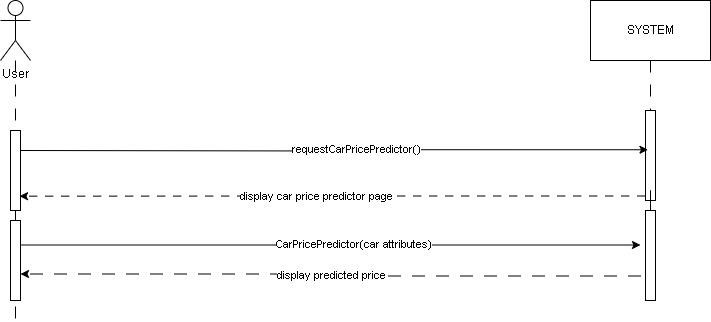 SYSTEM
User
requestCarPricePredictor()
display car price predictor page
CarPricePredictor(car attributes)
display predicted price